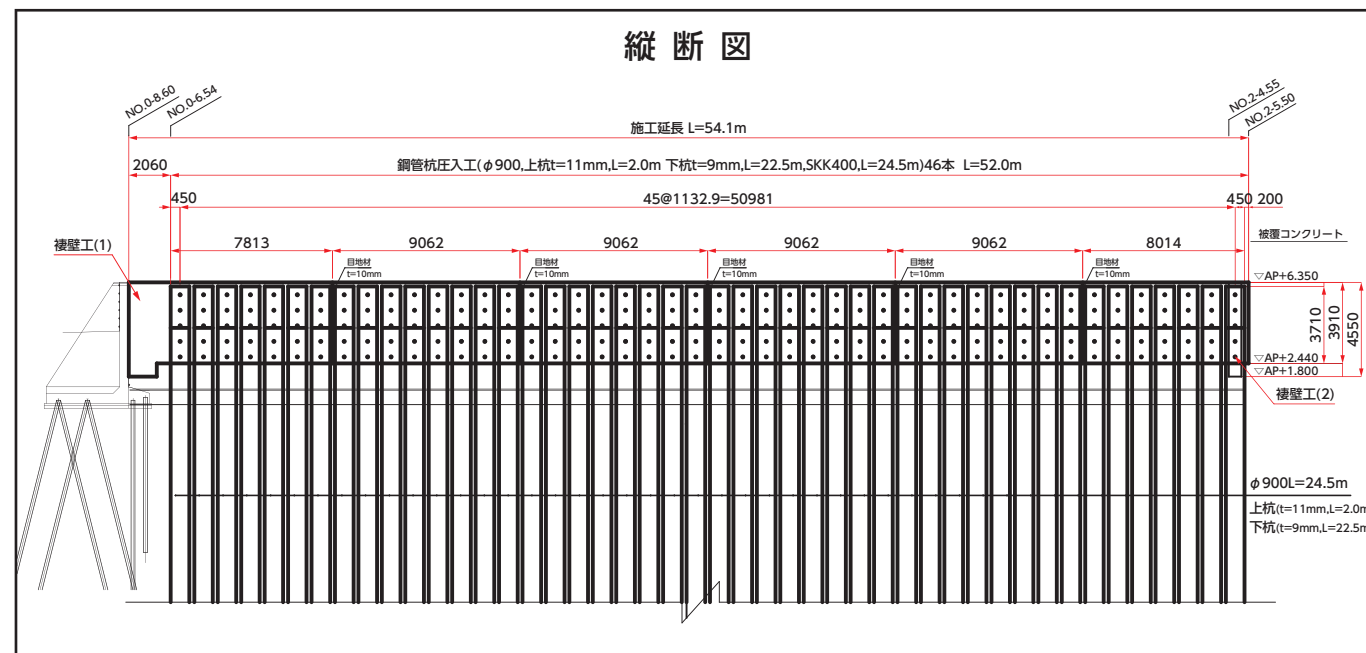 縦断図
NO.0-8.60
NO.0-6.54
NO.2-4.55
NO.2-5.50
施工延長 L=54.1m
2060
鋼管杭圧入工(φ900,上杭t=11mm,L=2.0m 下杭t=9mm,L=22.5m,SKK400,L=24.5m)46本 L=52.0m
450
45@1132.9=50981
450 200
7813
9062
9062
9062
9062
8014
被覆コンクリート
褄壁工(1)
目地材
t=10mm
目地材
t=10mm
目地材
t=10mm
目地材
t=10mm
目地材
t=10mm
▽AP+6.350
3710
3910
4550
▽AP+2.440
▽AP+1.800
褄壁工(2)
φ900L=24.5m
上杭(t=11mm,L=2.0m
下杭(t=9mm,L=22.5m